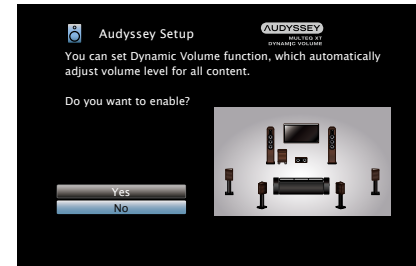 Audyssey Setup
AUDYSSEY
MULTEQ XT
DYNAMIC VOLUME
You can set Dynamic Volume function, which automatically
adjust volume level for all content.
Do you want to enable?
Yes
No